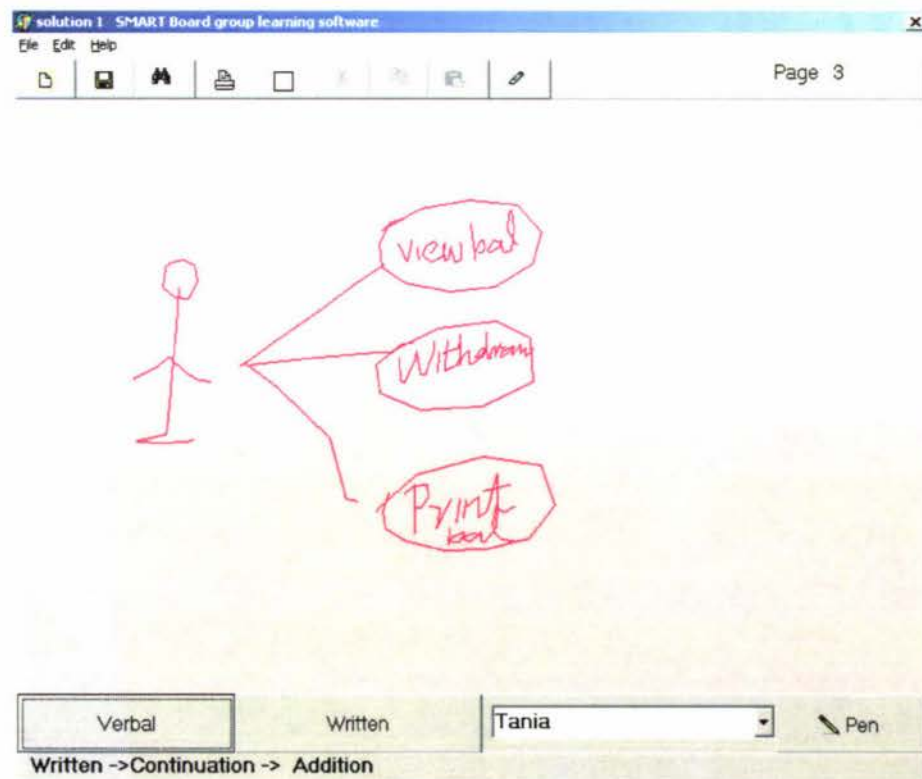 solution 1 SMART Board group learning software
File Edit Help
Page 3
view bal
Withdraw
Print
bal
Verbal Written Tania Pen
Written ->Continuation -> Addition